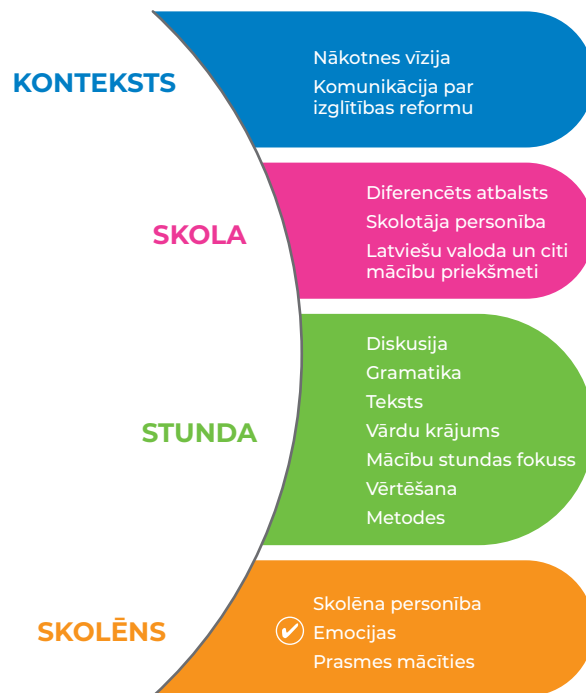 KONTEKSTS
Nākotnes vīzija
Komunikācija par
izglītības reformu
SKOLA
Diferencēts atbalsts
Skolotāja personība
Latviešu valoda un citi
mācību priekšmeti
STUNDA
Diskusija
Gramatika
Teksts
Vārdu krājums
Mācību stundas fokuss
Vērtēšana
Metodes
SKOLĒNS
Skolēna personība
Emocijas
Prasmes mācīties